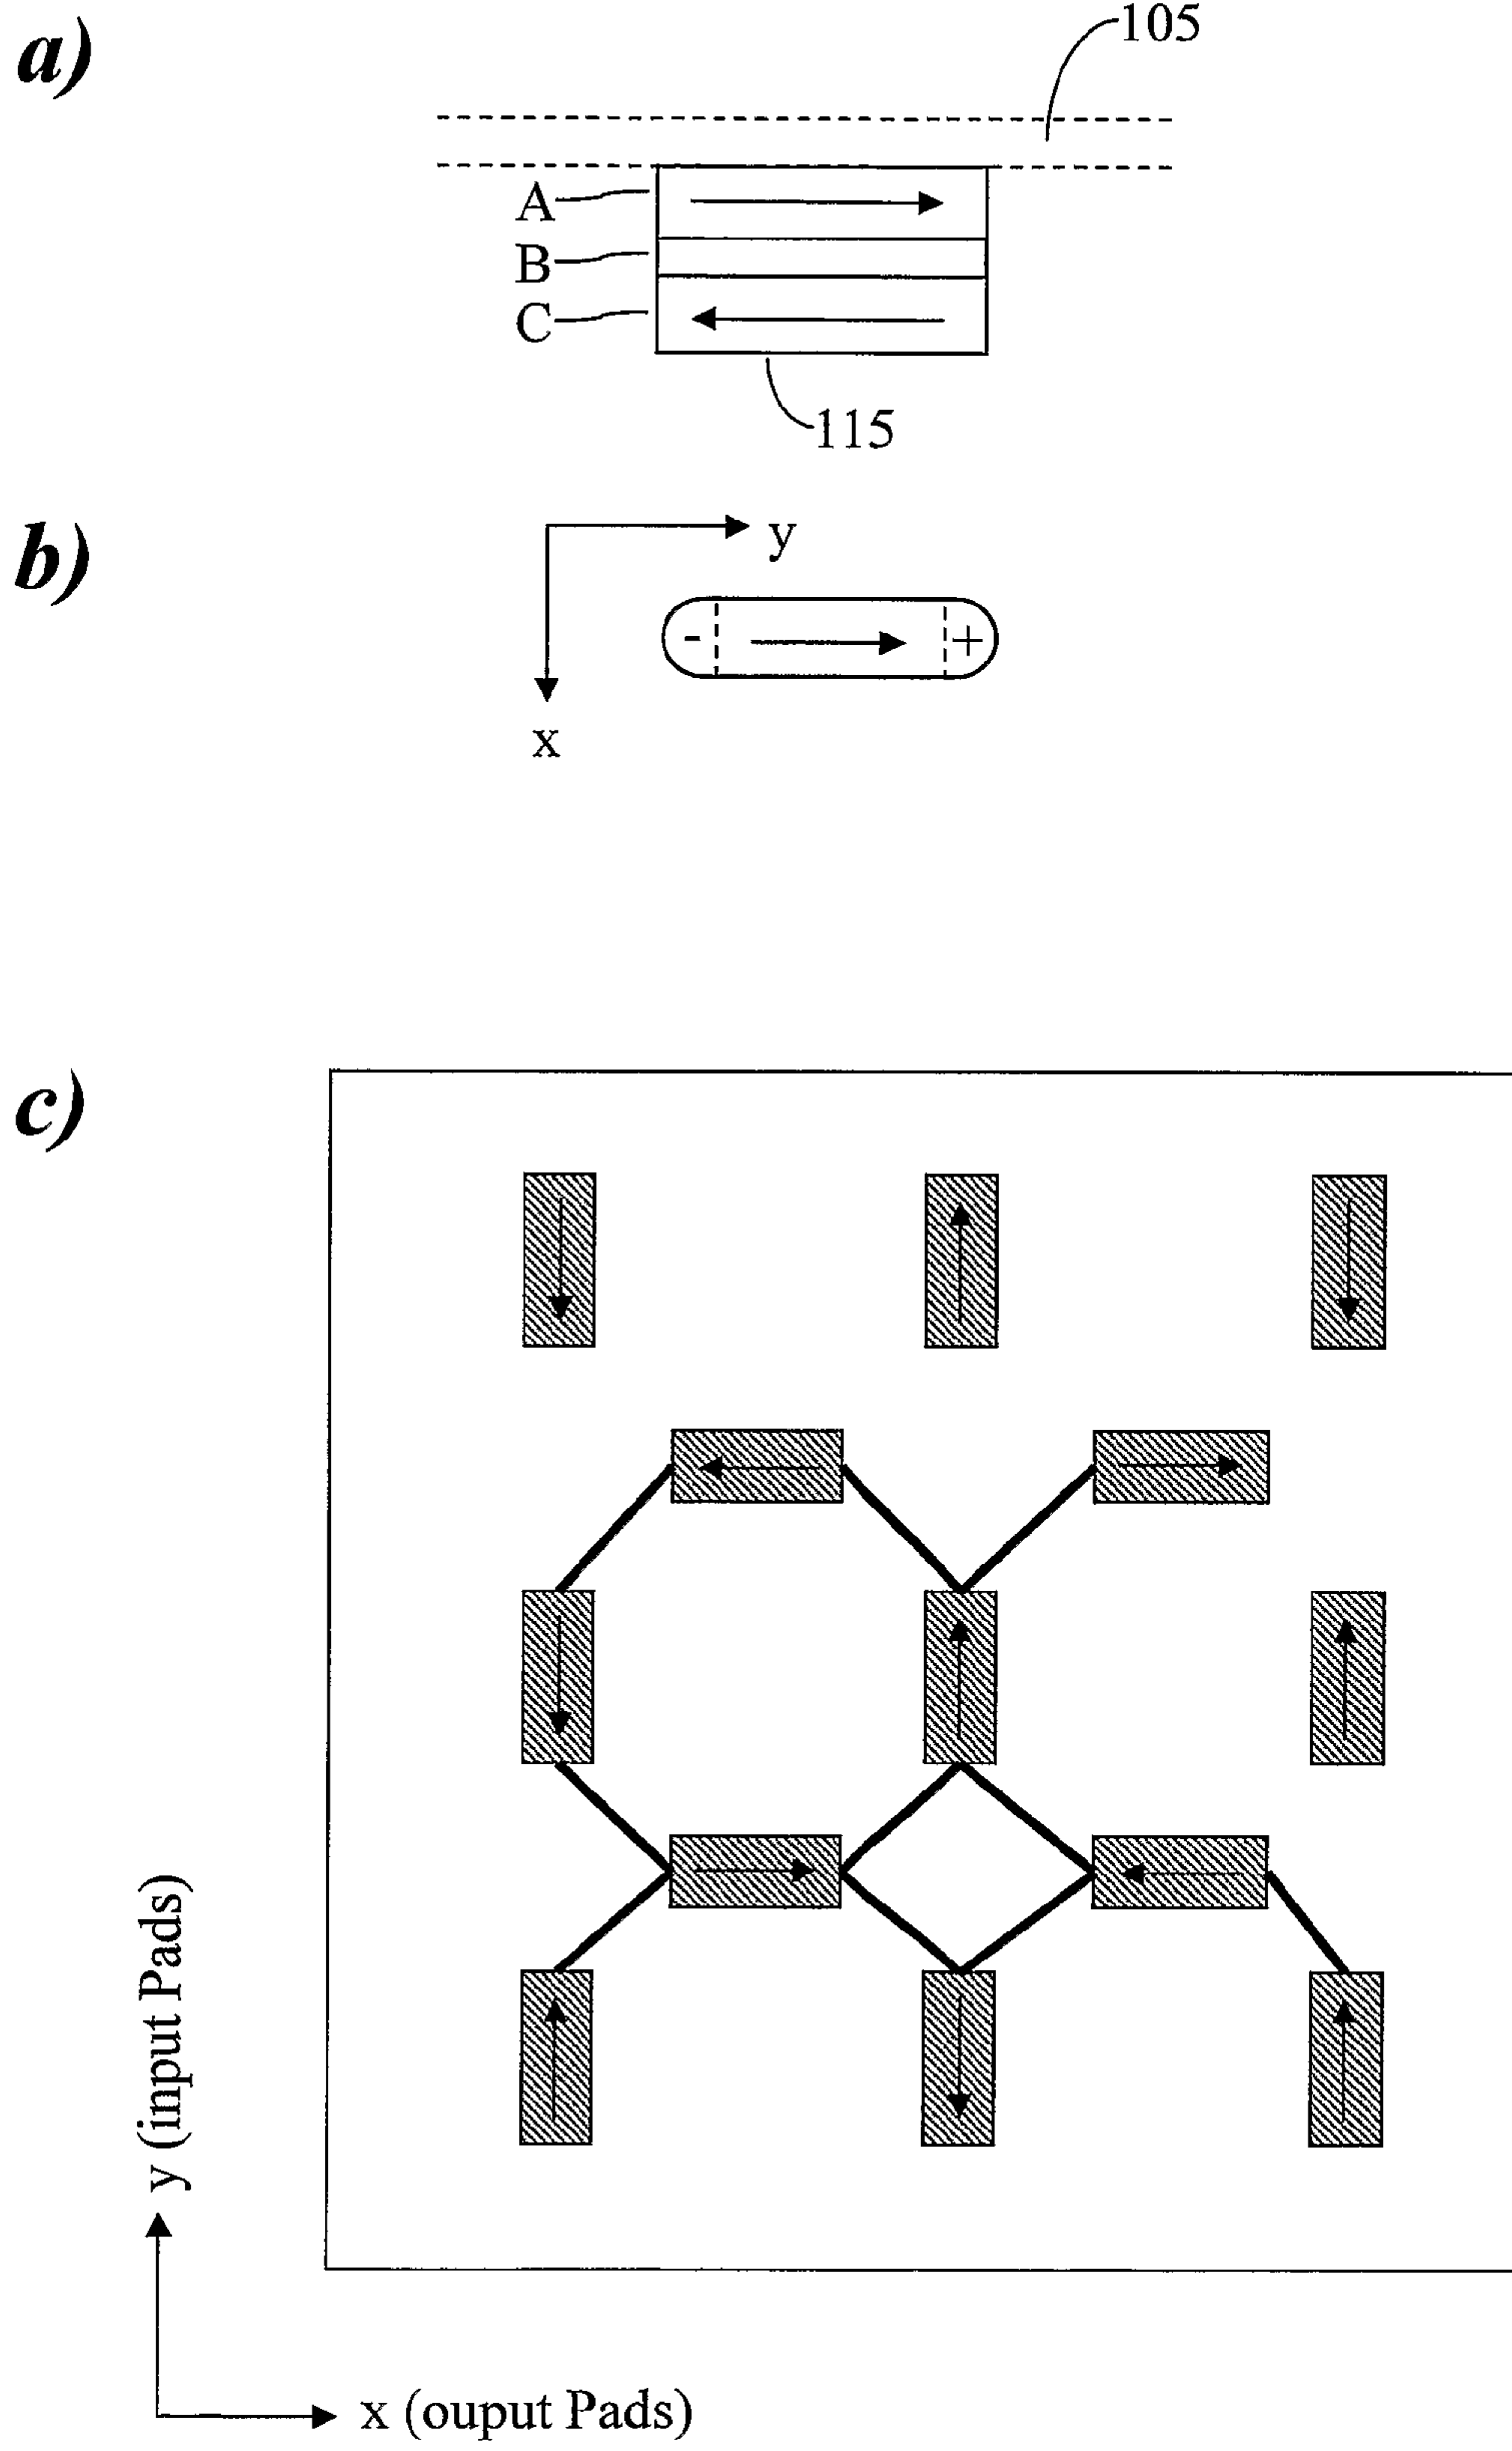 a)
105
A
B
C
115
b)
y
- +
x
c)
y (input Pads)
x (ouput Pads)